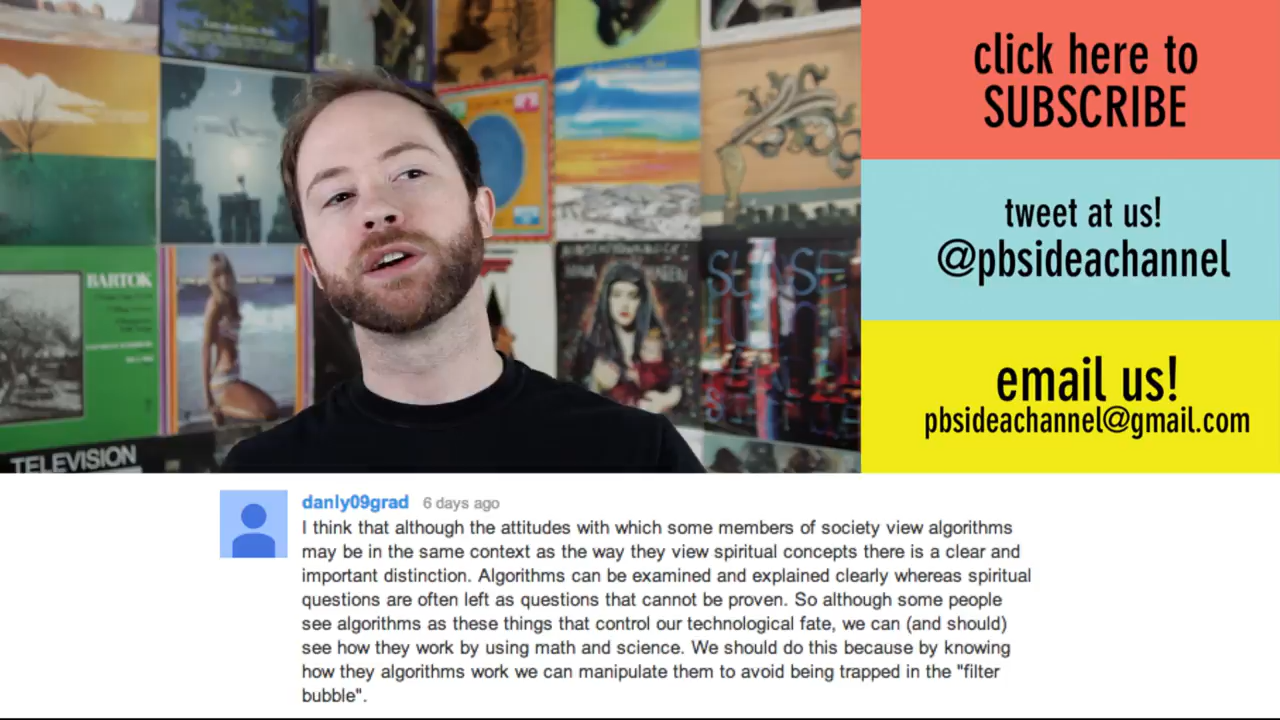 click here to
SUBSCRIBE
tweet at us!
@pbsideachannel
email us!
pbsideachannel@gmail.com
BARTOK
SUNSET
TELEVISION
danly09grad 6 days ago
I think that although the attitudes with which some members of society view algorithms
may be in the same context as the way they view spiritual concepts there is a clear and
important distinction. Algorithms can be examined and explained clearly whereas spiritual
questions are often left as questions that cannot be proven. So although some people
see algorithms as these things that control our technological fate, we can (and should)
see how they work by using math and science. We should do this because by knowing
how they algorithms work we can manipulate them to avoid being trapped in the "filter
bubble".